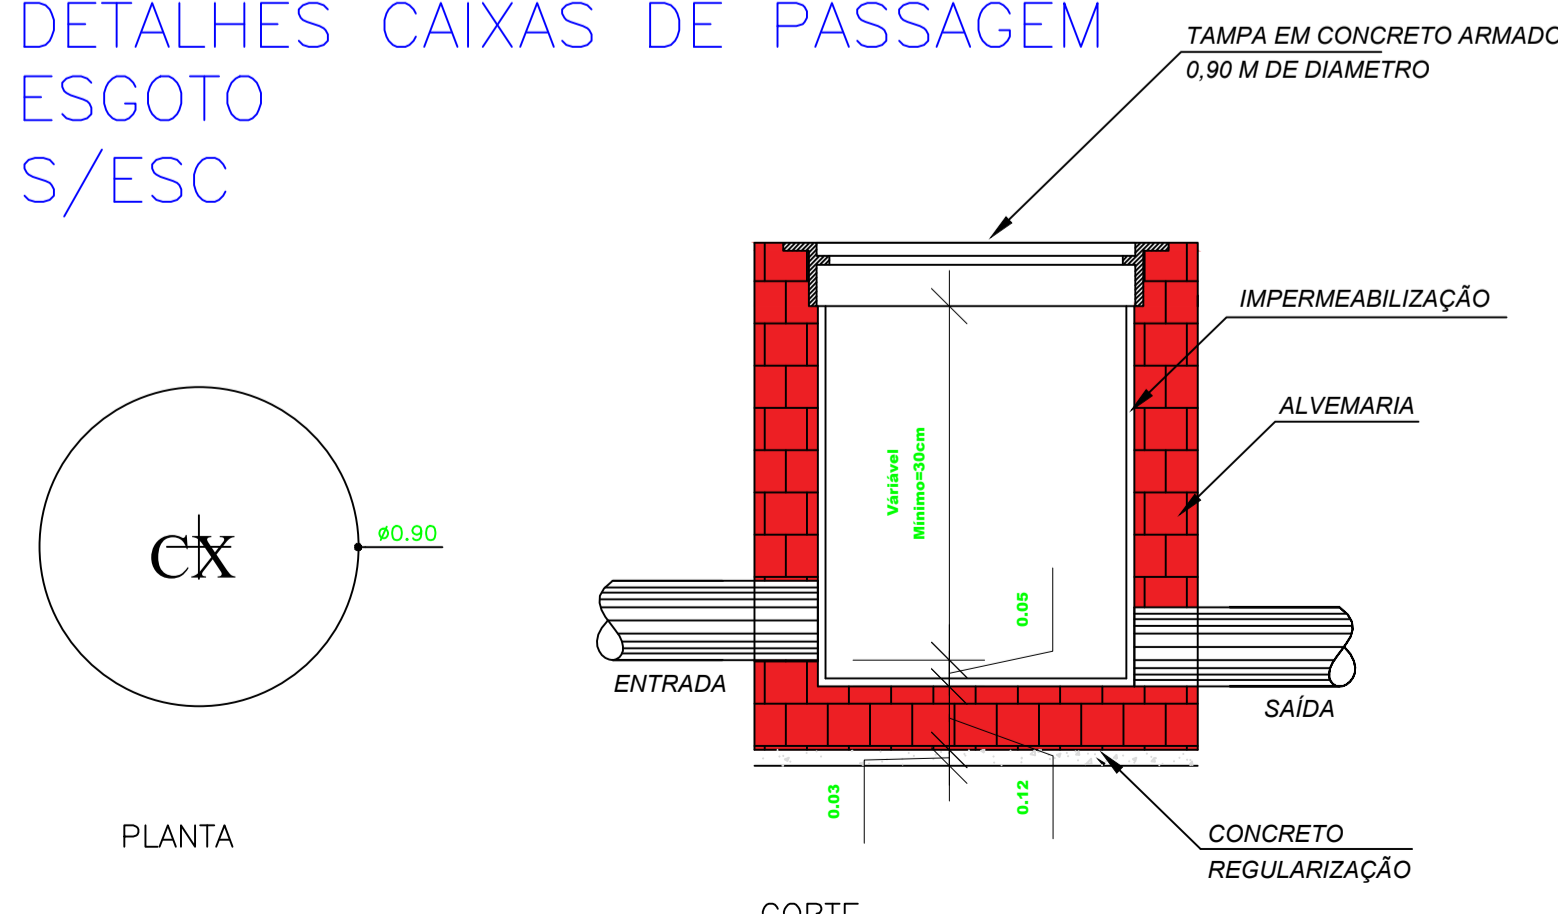 DETALHES CAIXAS DE PASSAGEM
ESGOTO
S/ESC
TAMPA EM CONCRETO ARMADO
0,90 M DE DIAMETRO
IMPERMEABILIZAÇÃO
ALVEMARIA
Váriável
Mínimo=30cm
CX
ø0.90
0.05
ENTRADA
SAÍDA
0.03
0.12
PLANTA
CONCRETO
REGULARIZAÇÃO
CORTE